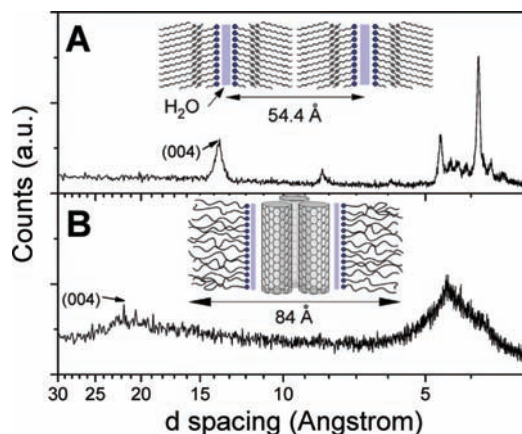 A
H₂O
54.4 Å
(004)
Counts (a.u.)
B
(004)
84 Å
30 25 20 15 10 5
d spacing (Angstrom)